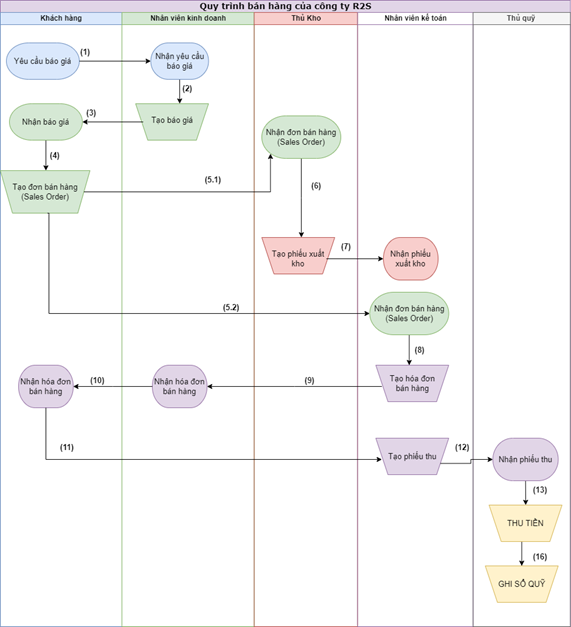 Quy trình bán hàng của công ty R2S
Khách hàng
Nhân viên kinh doanh
Thủ Kho
Nhân viên kế toán
Thủ quỹ
Yêu cầu báo giá
(1)
Nhận yêu cầu
báo giá
(2)
Nhận báo giá
(3)
Tạo báo giá
Nhận đơn bán hàng
(Sales Order)
(4)
Tạo đơn bán hàng
(Sales Order)
(5.1)
(6)
Tạo phiếu xuất
kho
(7)
Nhận phiếu
xuất kho
(5.2)
Nhận đơn bán hàng
(Sales Order)
(8)
Nhận hóa đơn
bán hàng
(10)
Nhận hóa đơn
bán hàng
(9)
Tạo hóa đơn
bán hàng
(11)
Tạo phiếu thu
(12)
Nhận phiếu thu
(13)
THU TIỀN
(16)
GHI SỔ QUỸ